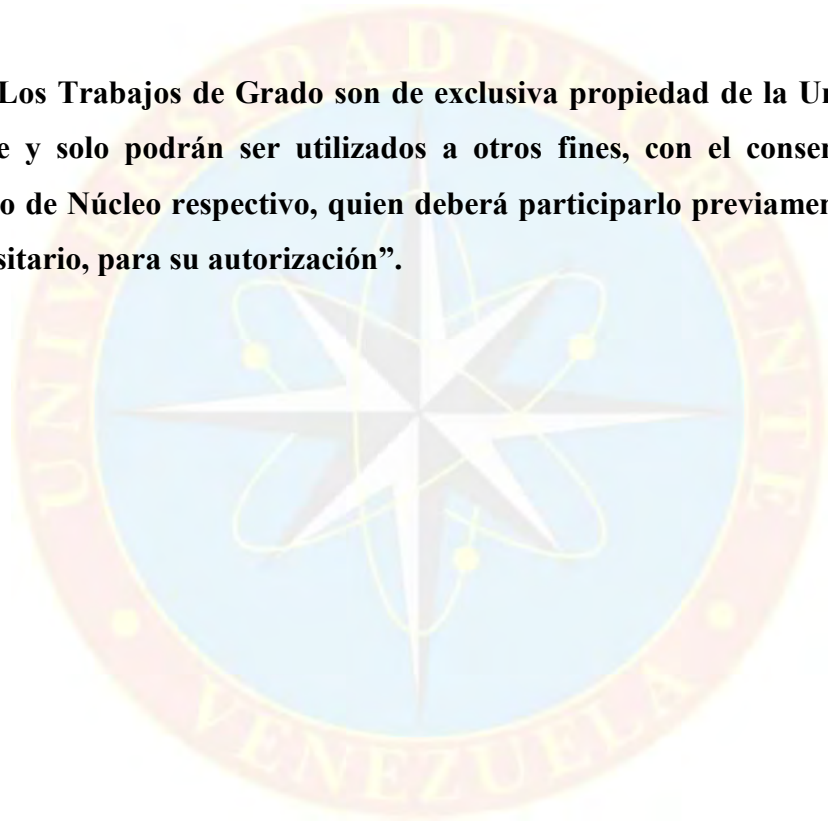 Los Trabajos de Grado son de exclusiva propiedad de la Un
e y solo podrán ser utilizados a otros fines, con el conser
o de Núcleo respectivo, quien deberá participarlo previamen
sitario, para su autorización”.
UNIVERSIDAD DE ORIENTE
VENEZUELA